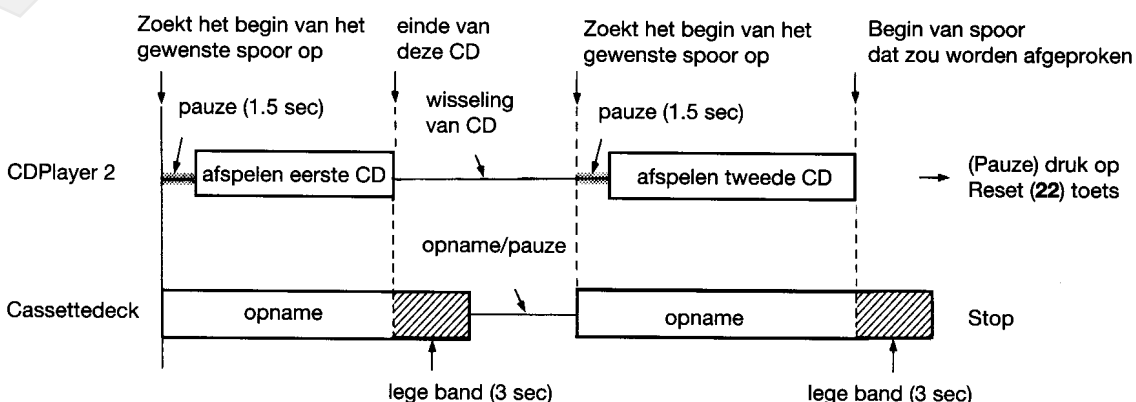 Zoekt het begin van het
gewenste spoor op
einde van
deze CD
Zoekt het begin van het
gewenste spoor op
Begin van spoor
dat zou worden afgeproken
pauze (1.5 sec)
wisseling
van CD
pauze (1.5 sec)
CDPlayer 2
afspelen eerste CD
afspelen tweede CD
(Pauze) druk op
Reset (22) toets
opname/pauze
Cassettedeck
opname
opname
Stop
lege band (3 sec)
lege band (3 sec)